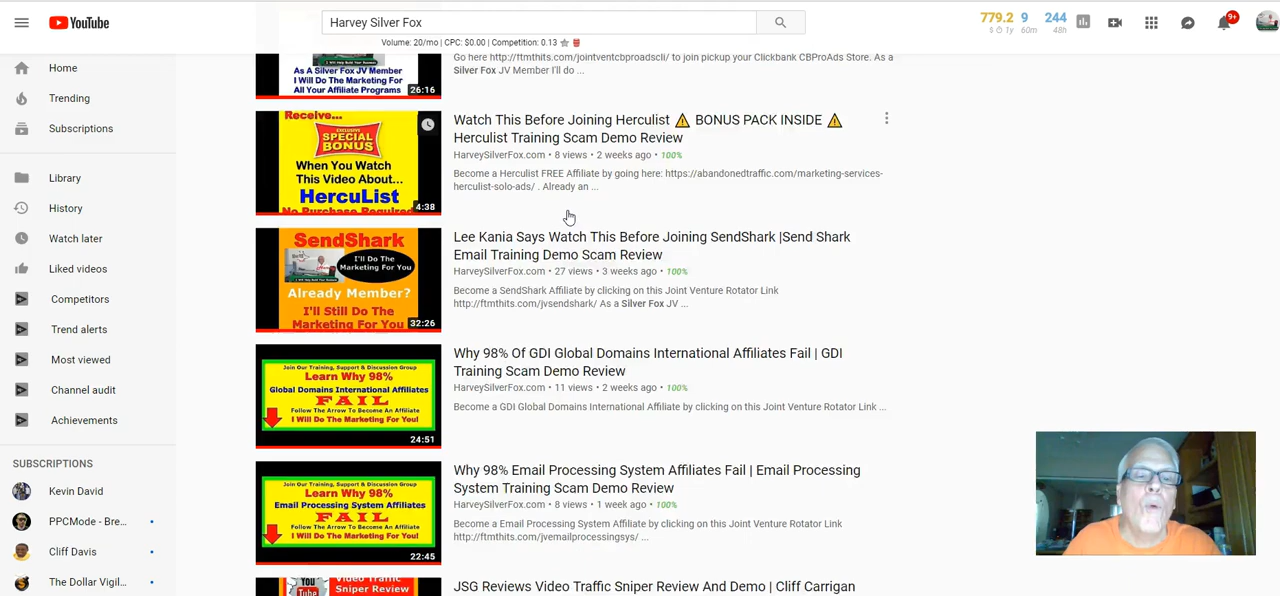 YouTube
Harvey Silver Fox
779.2 9 244
$ 1y 60m 48h
9+
Volume: 20/mo | CPC: $0.00 | Competition: 0.13
Home
Trending
Subscriptions
Library
History
Watch later
Liked videos
Competitors
Trend alerts
Most viewed
Channel audit
Achievements
SUBSCRIPTIONS
Kevin David
PPCMode - Bre...
Cliff Davis
The Dollar Vigil...
As A Silver Fox JV Member
I Will Do The Marketing For
All Your Affiliate Programs
26:16
Go here http://ftmthits.com/jointventcbproadscli/ to join pickup your Clickbank CBProAds Store. As a
Silver Fox JV Member I'll do ...
Receive...
EXCLUSIVE
SPECIAL
BONUS
When You Watch
This Video About...
HercuList
No Purchase Required
4:38
Watch This Before Joining Herculist ⚠ BONUS PACK INSIDE ⚠
Herculist Training Scam Demo Review
HarveySilverFox.com • 8 views • 2 weeks ago • 100%
Become a Herculist FREE Affiliate by going here: https://abandonedtraffic.com/marketing-services-
herculist-solo-ads/ . Already an ...
SendShark
I'll Do The
Marketing For You
Already Member?
I'll Still Do The
Marketing For You
32:26
Lee Kania Says Watch This Before Joining SendShark |Send Shark
Email Training Demo Scam Review
HarveySilverFox.com • 27 views • 3 weeks ago • 100%
Become a SendShark Affiliate by clicking on this Joint Venture Rotator Link
http://ftmthits.com/jvsendshark/ As a Silver Fox JV ...
Join Our Training, Support & Discussion Group
Learn Why 98%
Global Domains International Affiliates
FAIL
Follow The Arrow To Become An Affiliate
I Will Do The Marketing For You!
24:51
Why 98% Of GDI Global Domains International Affiliates Fail | GDI
Training Scam Demo Review
HarveySilverFox.com • 11 views • 2 weeks ago • 100%
Become a GDI Global Domains International Affiliate by clicking on this Joint Venture Rotator Link ...
Join Our Training, Support & Discussion Group
Learn Why 98%
Email Processing System Affiliates
FAIL
Follow The Arrow To Become An Affiliate
I Will Do The Marketing For You!
22:45
Why 98% Email Processing System Affiliates Fail | Email Processing
System Training Scam Demo Review
HarveySilverFox.com • 8 views • 1 week ago • 100%
Become a Email Processing System Affiliate by clicking on this Joint Venture Rotator Link
http://ftmthits.com/jvemailprocessingsys/ ...
You
Video Traffic
Sniper Review
JSG Reviews Video Traffic Sniper Review And Demo | Cliff Carrigan